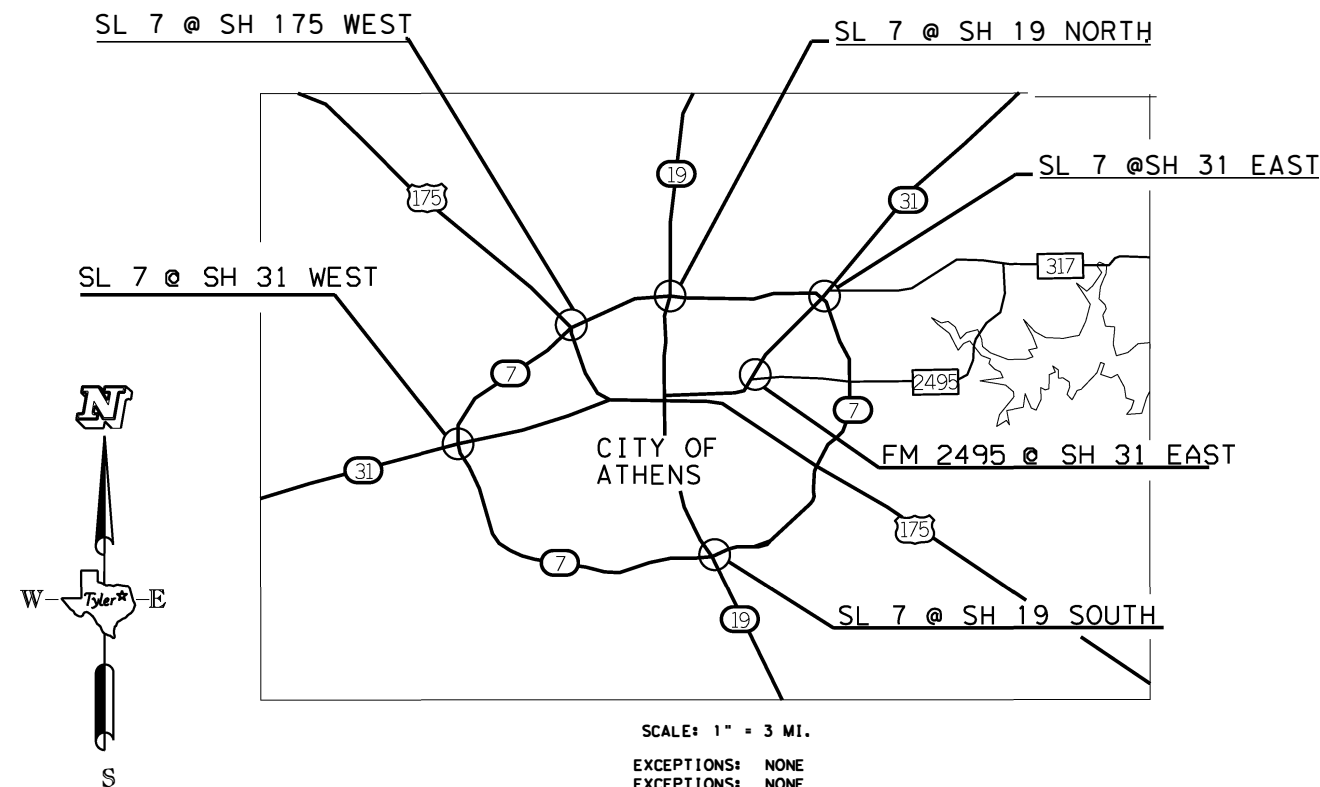 SL 7 @ SH 175 WEST
SL 7 @ SH 19 NORTH
SL 7 @SH 31 EAST
19
175
31
317
SL 7 @ SH 31 WEST
7
2495
7
N
CITY OF
ATHENS
FM 2495 @ SH 31 EAST
31
175
7
W
Tyler
E
SL 7 @ SH 19 SOUTH
19
SCALE: 1" = 3 MI.
EXCEPTIONS: NONE
EXCEPTIONS: NONE
S